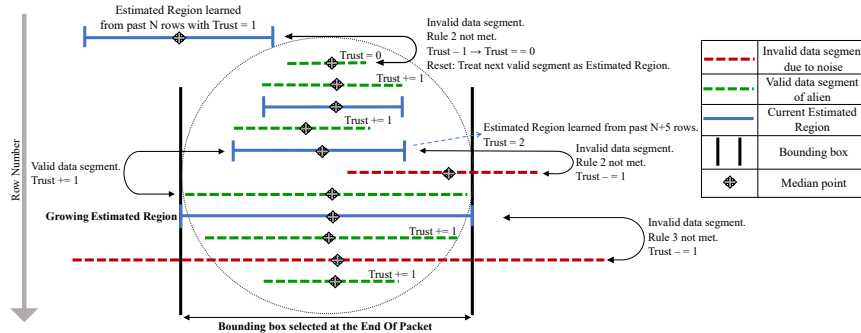 Estimated Region learned
from past N rows with Trust = 1
Invalid data segment.
Rule 2 not met.
Trust – 1 → Trust == 0
Reset: Treat next valid segment as Estimated Region.
Trust = 0
Trust += 1
Trust += 1
Estimated Region learned from past N+5 rows.
Trust = 2
Valid data segment.
Trust += 1
Invalid data segment.
Rule 2 not met.
Trust – = 1
Growing Estimated Region
Trust += 1
Invalid data segment.
Rule 3 not met.
Trust – = 1
Trust += 1
Bounding box selected at the End Of Packet
Row Number
Invalid data segment
due to noise
Valid data segment
of alien
Current Estimated
Region
Bounding box
Median point